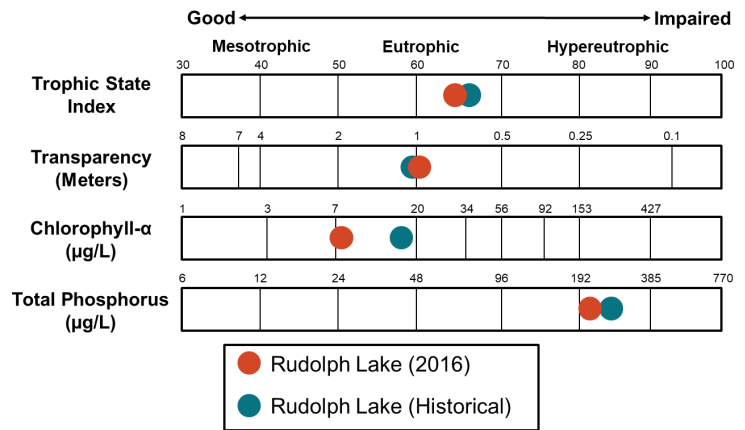 Good Impaired
Mesotrophic Eutrophic Hypereutrophic
30 40 50 60 70 80 90 100
Trophic State
Index
8 7 4 2 1 0.5 0.25 0.1
Transparency
(Meters)
1 3 7 20 34 56 92 153 427
Chlorophyll-α
(µg/L)
6 12 24 48 96 192 385 770
Total Phosphorus
(µg/L)
Rudolph Lake (2016)
Rudolph Lake (Historical)